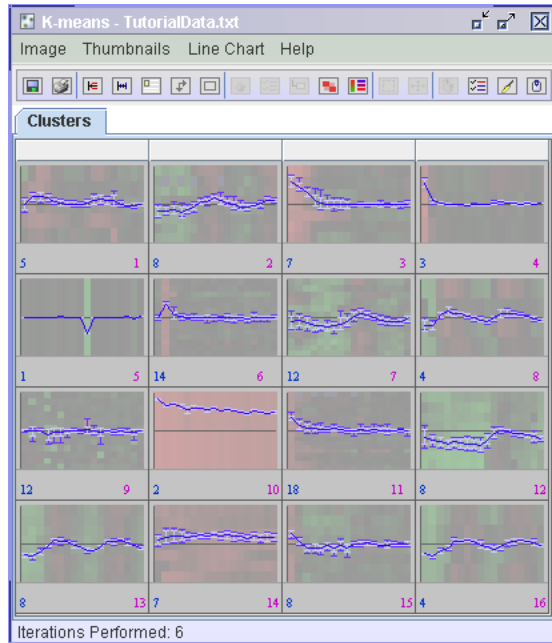 K-means - TutorialData.txt
Image Thumbnails Line Chart Help
Clusters
5 1 8 2 7 3 3 4
1 5 14 6 12 7 4 8
12 9 2 10 18 11 8 12
8 13 7 14 8 15 4 16
Iterations Performed: 6